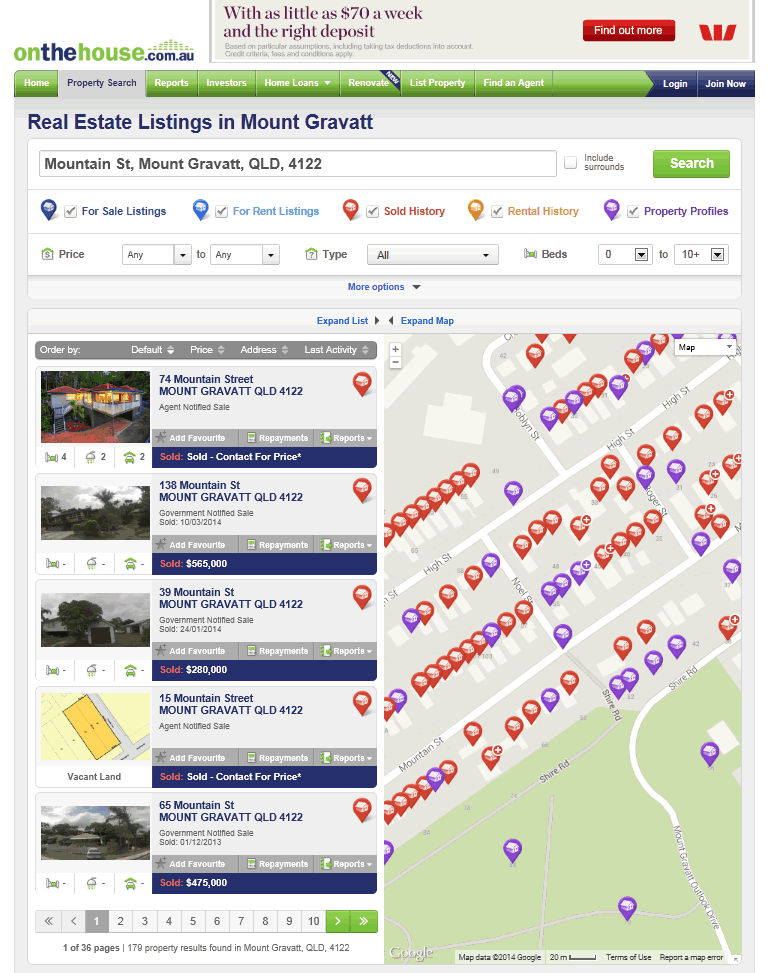 With as little as $70 a week
and the right deposit
Based on particular assumptions, including taking tax deductions into account.
Credit criteria, fees and conditions apply.
Find out more
onthehouse.com.au
Home
Property Search
Reports
Investors
Home Loans
Renovate
NEW
List Property
Find an Agent
Login
Join Now
Real Estate Listings in Mount Gravatt
Mountain St, Mount Gravatt, QLD, 4122
Include
surrounds
Search
For Sale Listings
For Rent Listings
Sold History
Rental History
Property Profiles
Price
Any
to
Any
Type
All
Beds
0
to
10+
More options
Expand List
Expand Map
Order by:
Default
Price
Address
Last Activity
74 Mountain Street
MOUNT GRAVATT QLD 4122
Agent Notified Sale
Add Favourite
Repayments
Reports
4
2
2
Sold: Sold - Contact For Price*
138 Mountain St
MOUNT GRAVATT QLD 4122
Government Notified Sale
Sold: 10/03/2014
Add Favourite
Repayments
Reports
-
-
-
Sold: $565,000
39 Mountain St
MOUNT GRAVATT QLD 4122
Government Notified Sale
Sold: 24/01/2014
Add Favourite
Repayments
Reports
-
-
-
Sold: $280,000
15 Mountain Street
MOUNT GRAVATT QLD 4122
Agent Notified Sale
Add Favourite
Repayments
Reports
Vacant Land
Sold: Sold - Contact For Price*
65 Mountain St
MOUNT GRAVATT QLD 4122
Government Notified Sale
Sold: 01/12/2013
Add Favourite
Repayments
Reports
-
-
-
Sold: $475,000
« < 1 2 3 4 5 6 7 8 9 10 > »
1 of 36 pages | 179 property results found in Mount Gravatt, QLD, 4122
+
−
Map
High St
High St
High St
Noel St
Mountain St
Shire Rd
Shire Rd
Shire Rd
Mount Gravatt Outlook Drive
Google
Map data ©2014 Google
20 m
Terms of Use
Report a map error